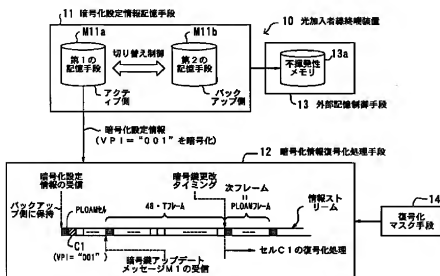 11 暗号化設定情報記憶手段
M11a
M11b
10 光加入者線終端装置
切り替え制御
13a
第1の
記憶手段
第2の
記憶手段
不揮発性
メモリ
アクティ
ブ側
バック
アップ側
13 外部記憶制御手段
暗号化設定情報
(VPI="001"を暗号化)
12 暗号化情報復号化処理手段
暗号化設定
情報の受信
暗号鍵更改
タイミング
次フレーム
14
バックアッ
プ側に保持
PLOAMセル
48・Tフレーム
PLOAMフレーム
情報スト
リーム
復号化
マスク手段
C1
(VPI="001")
暗号鍵アップデート
メッセージM1の受信
セルC1の復号化処理